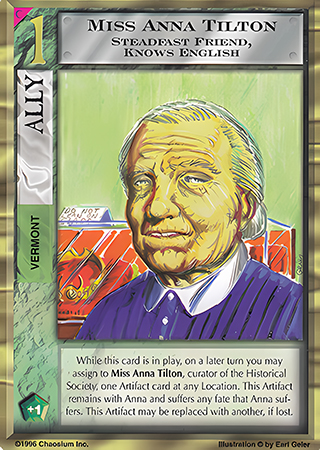 1
MISS ANNA TILTON
STEADFAST FRIEND,
KNOWS ENGLISH
ALLY
VERMONT
DO NOT
While this card is in play, on a later turn you may
assign to Miss Anna Tilton, curator of the Historical
Society, one Artifact card at any Location. This Artifact
remains with Anna and suffers any fate that Anna suf-
fers. This Artifact may be replaced with another, if lost.
+1
©1996 Chaosium Inc.
Illustration © by Earl Geier